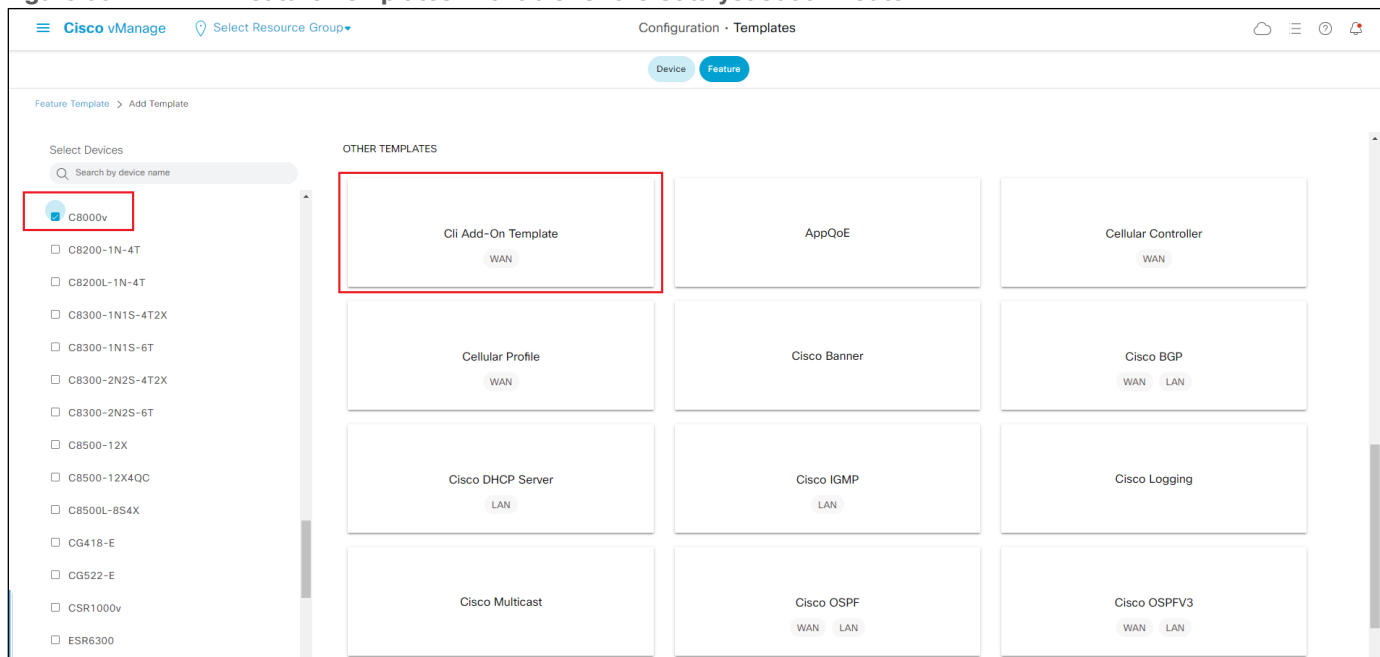 Cisco vManage
Select Resource Group
Configuration · Templates
Device
Feature
Feature Template > Add Template
Select Devices
Search by device name
C8000v
C8200-1N-4T
C8200L-1N-4T
C8300-1N1S-4T2X
C8300-1N1S-6T
C8300-2N2S-4T2X
C8300-2N2S-6T
C8500-12X
C8500-12X4QC
C8500L-8S4X
CG418-E
CG522-E
CSR1000v
ESR6300
OTHER TEMPLATES
Cli Add-On Template
WAN
AppQoE
Cellular Controller
WAN
Cellular Profile
WAN
Cisco Banner
Cisco BGP
WAN LAN
Cisco DHCP Server
LAN
Cisco IGMP
LAN
Cisco Logging
Cisco Multicast
Cisco OSPF
WAN LAN
Cisco OSPFV3
WAN LAN